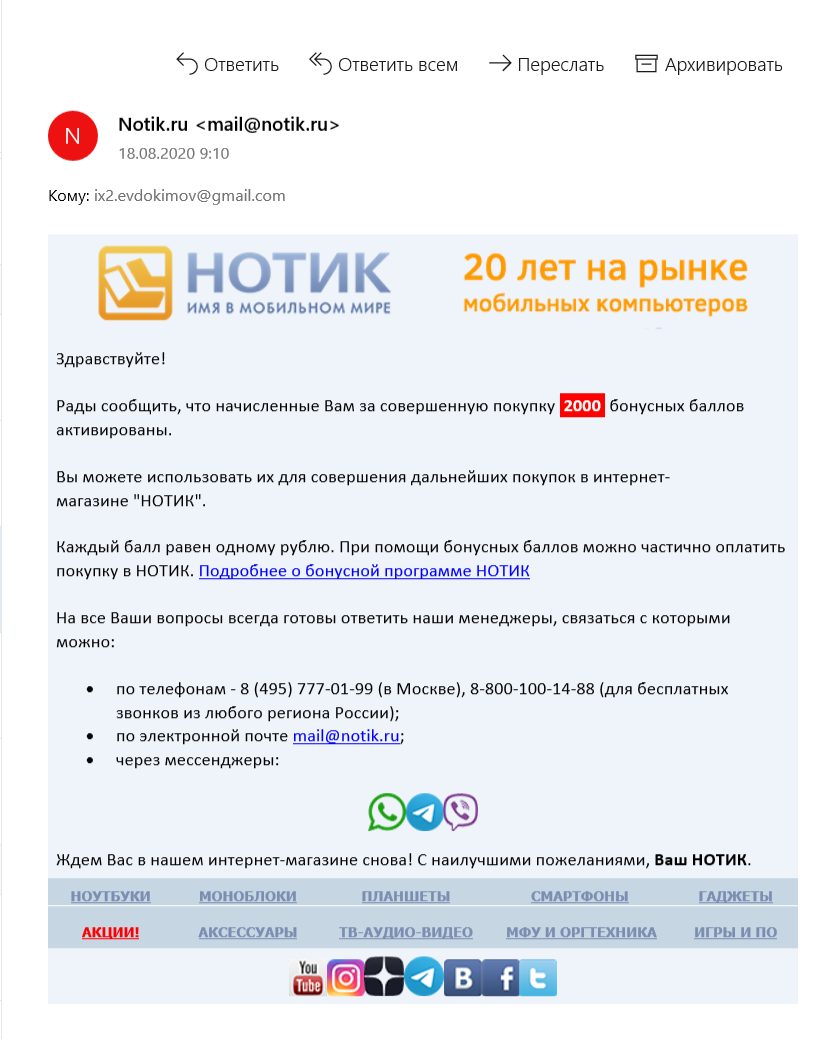 Ответить Ответить всем Переслать Архивировать
N
Notik.ru <mail@notik.ru>
18.08.2020 9:10
Кому: ix2.evdokimov@gmail.com
НОТИК
ИМЯ В МОБИЛЬНОМ МИРЕ
20 лет на рынке
мобильных компьютеров
Здравствуйте!
Рады сообщить, что начисленные Вам за совершенную покупку 2000 бонусных баллов
активированы.
Вы можете использовать их для совершения дальнейших покупок в интернет-
магазине "НОТИК".
Каждый балл равен одному рублю. При помощи бонусных баллов можно частично оплатить
покупку в НОТИК. Подробнее о бонусной программе НОТИК
На все Ваши вопросы всегда готовы ответить наши менеджеры, связаться с которыми
можно:
• по телефонам - 8 (495) 777-01-99 (в Москве), 8-800-100-14-88 (для бесплатных
звонков из любого региона России);
• по электронной почте mail@notik.ru;
• через мессенджеры:
Ждем Вас в нашем интернет-магазине снова! С наилучшими пожеланиями, Ваш НОТИК.
НОУТБУКИ МОНОБЛОКИ ПЛАНШЕТЫ СМАРТФОНЫ ГАДЖЕТЫ
АКЦИИ! АКСЕССУАРЫ ТВ-АУДИО-ВИДЕО МФУ И ОРГТЕХНИКА ИГРЫ И ПО
You
Tube
B f t